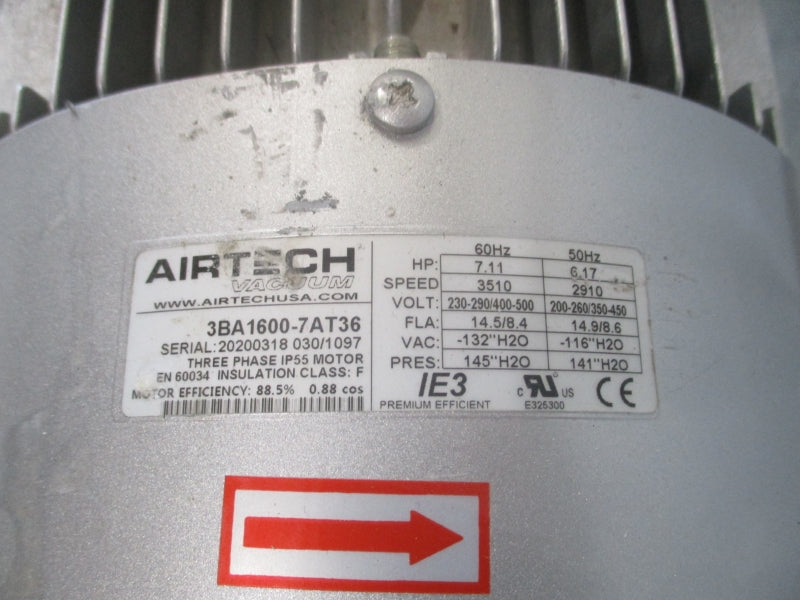 AIRTECH
VACUUM
WWW.AIRTECHUSA.COM
3BA1600-7AT36
SERIAL: 20200318 030/1097
THREE PHASE IP55 MOTOR
EN 60034 INSULATION CLASS: F
MOTOR EFFICIENCY: 88.5% 0.88 cos
60Hz 50Hz
HP: 7.11 6.17
SPEED 3510 2910
VOLT: 230-290/400-500 200-260/350-450
FLA: 14.5/8.4 14.9/8.6
VAC: -132"H2O -116"H2O
PRES: 145"H2O 141"H2O
IE3
PREMIUM EFFICIENT
c RU US
E325300
CE